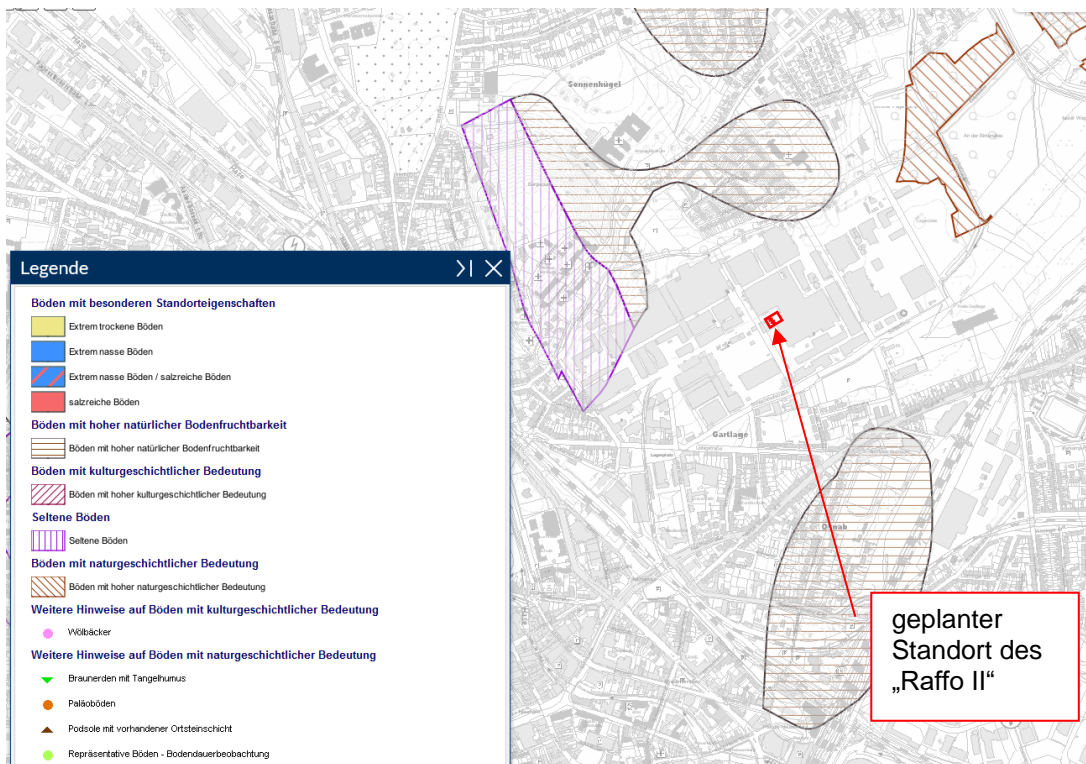 Sonnenhügel
Legende
Böden mit besonderen Standorteigenschaften
Extrem trockene Böden
Extrem nasse Böden
Extrem nasse Böden / salzreiche Böden
salzreiche Böden
Böden mit hoher natürlicher Bodenfruchtbarkeit
Böden mit hoher natürlicher Bodenfruchtbarkeit
Böden mit kulturgeschichtlicher Bedeutung
Böden mit hoher kulturgeschichtlicher Bedeutung
Seltene Böden
Seltene Böden
Böden mit naturgeschichtlicher Bedeutung
Böden mit hoher naturgeschichtlicher Bedeutung
Weitere Hinweise auf Böden mit kulturgeschichtlicher Bedeutung
Wölbäcker
Weitere Hinweise auf Böden mit naturgeschichtlicher Bedeutung
Braunerden mit Tangelhumus
Paläoböden
Podsole mit vorhandener Ortsteinschicht
Repräsentative Böden - Bodendauerbeobachtung
Gartlage
geplanter
Standort des
„Raffo II“